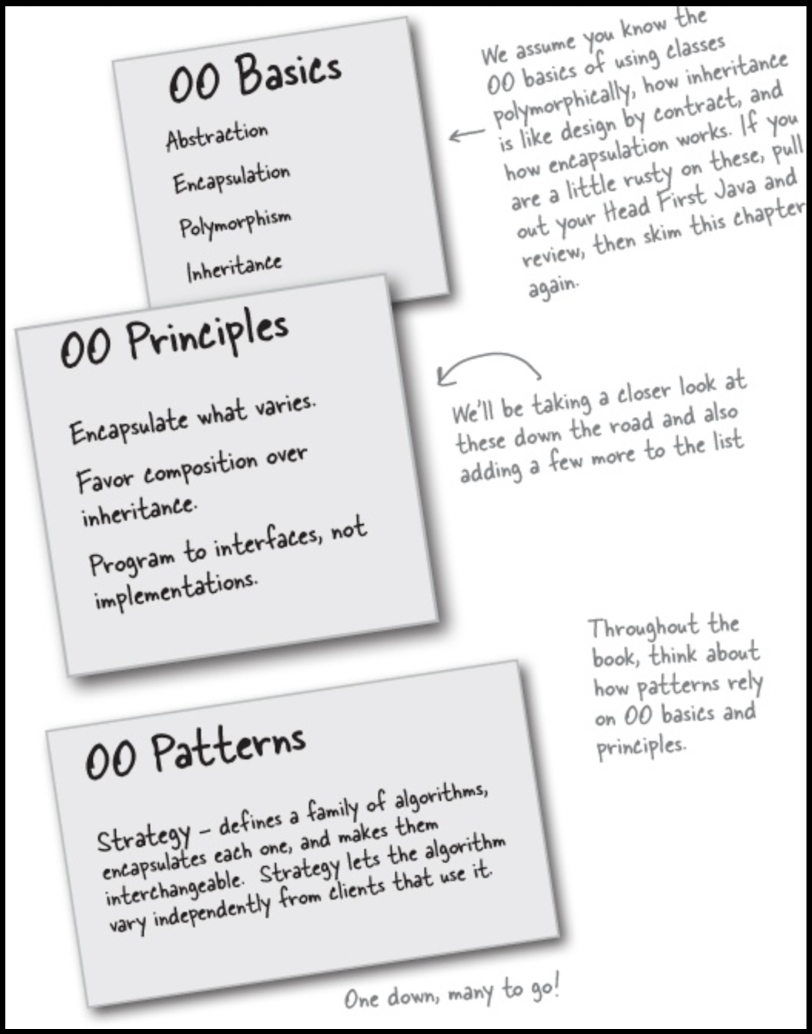 OO Basics
Abstraction
Encapsulation
Polymorphism
Inheritance
We assume you know the
OO basics of using classes
polymorphically, how inheritance
is like design by contract, and
how encapsulation works. If you
are a little rusty on these, pull
out your Head First Java and
review, then skim this chapter
again.
OO Principles
Encapsulate what varies.
Favor composition over
inheritance.
Program to interfaces, not
implementations.
We'll be taking a closer look at
these down the road and also
adding a few more to the list
Throughout the
book, think about
how patterns rely
on OO basics and
principles.
OO Patterns
Strategy – defines a family of algorithms,
encapsulates each one, and makes them
interchangeable. Strategy lets the algorithm
vary independently from clients that use it.
One down, many to go!